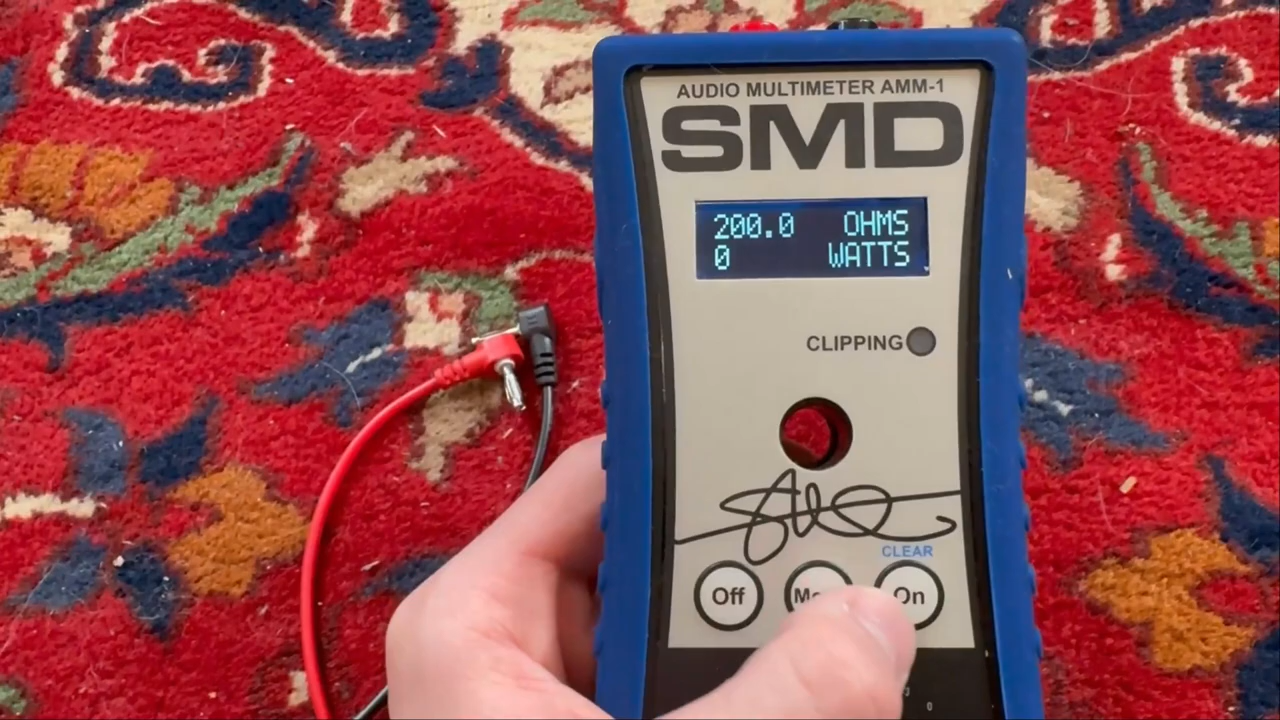 AUDIO MULTIMETER AMM-1
SMD
200.0 OHMS
0 WATTS
CLIPPING
CLEAR
Off
On